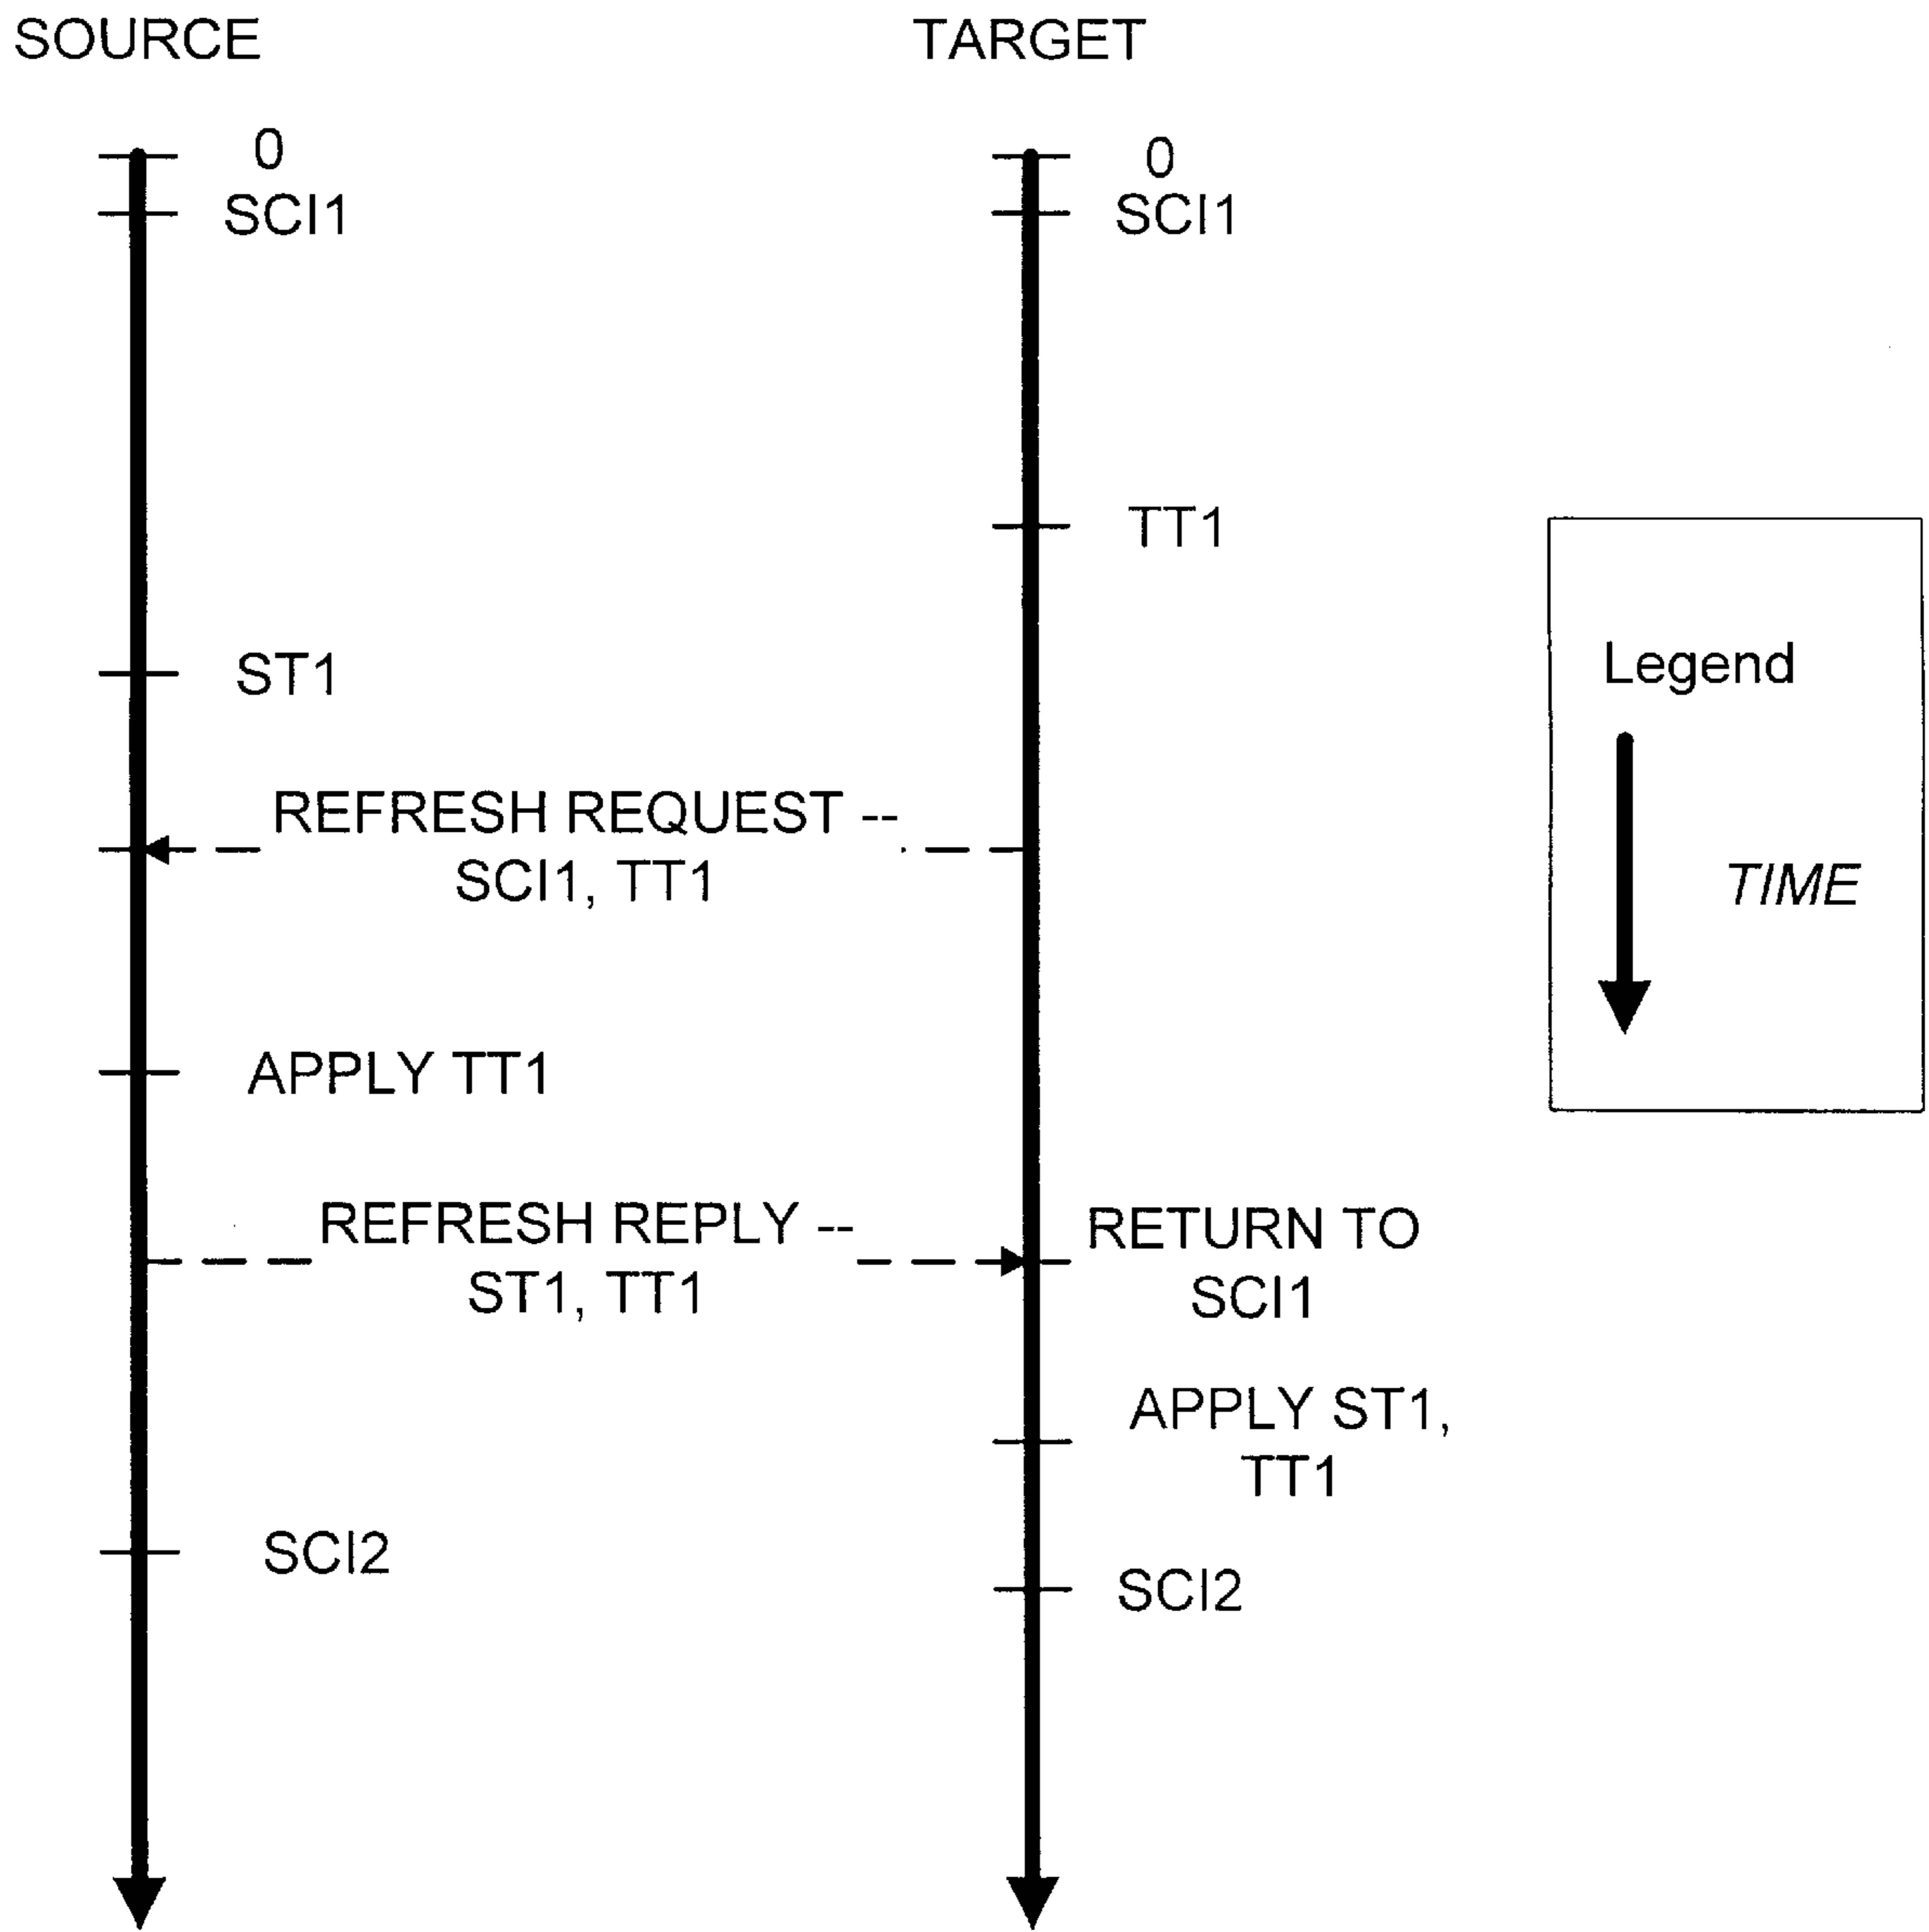 SOURCE
TARGET
0
0
SCI1
SCI1
TT1
ST1
Legend
REFRESH REQUEST --
SCI1, TT1
TIME
APPLY TT1
REFRESH REPLY --
ST1, TT1
RETURN TO
SCI1
APPLY ST1,
TT1
SCI2
SCI2